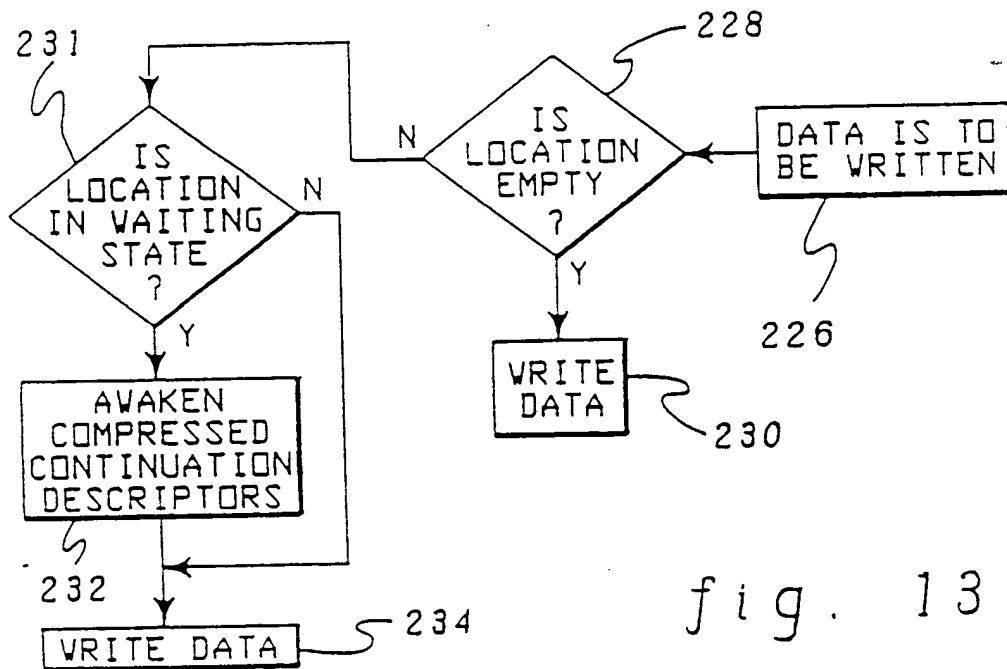 231
228
IS
LOCATION
IN WAITING
STATE
?
N
Y
N
IS
LOCATION
EMPTY
?
Y
DATA IS TO
BE WRITTEN
226
WRITE
DATA
230
AWAKEN
COMPRESSED
CONTINUATION
DESCRIPTORS
232
WRITE DATA
234
fig. 13